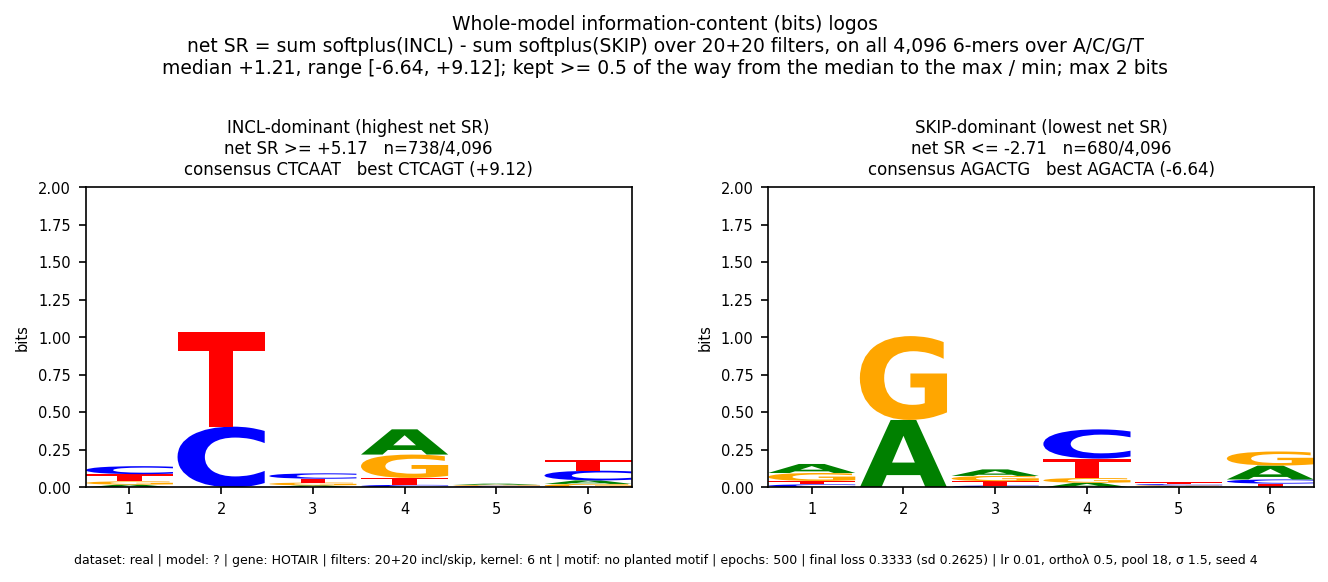 Whole-model information-content (bits) logos
net SR = sum softplus(INCL) - sum softplus(SKIP) over 20+20 filters, on all 4,096 6-mers over A/C/G/T
median +1.21, range [-6.64, +9.12]; kept >= 0.5 of the way from the median to the max / min; max 2 bits
INCL-dominant (highest net SR)
net SR >= +5.17   n=738/4,096
consensus CTCAAT   best CTCAGT (+9.12)
2.00
1.75
1.50
1.25
1.00
0.75
0.50
0.25
0.00
bits
1 2 3 4 5 6
SKIP-dominant (lowest net SR)
net SR <= -2.71   n=680/4,096
consensus AGACTG   best AGACTA (-6.64)
2.00
1.75
1.50
1.25
1.00
0.75
0.50
0.25
0.00
bits
1 2 3 4 5 6
dataset: real | model: ? | gene: HOTAIR | filters: 20+20 incl/skip, kernel: 6 nt | motif: no planted motif | epochs: 500 | final loss 0.3333 (sd 0.2625) | lr 0.01, orthoλ 0.5, pool 18, σ 1.5, seed 4